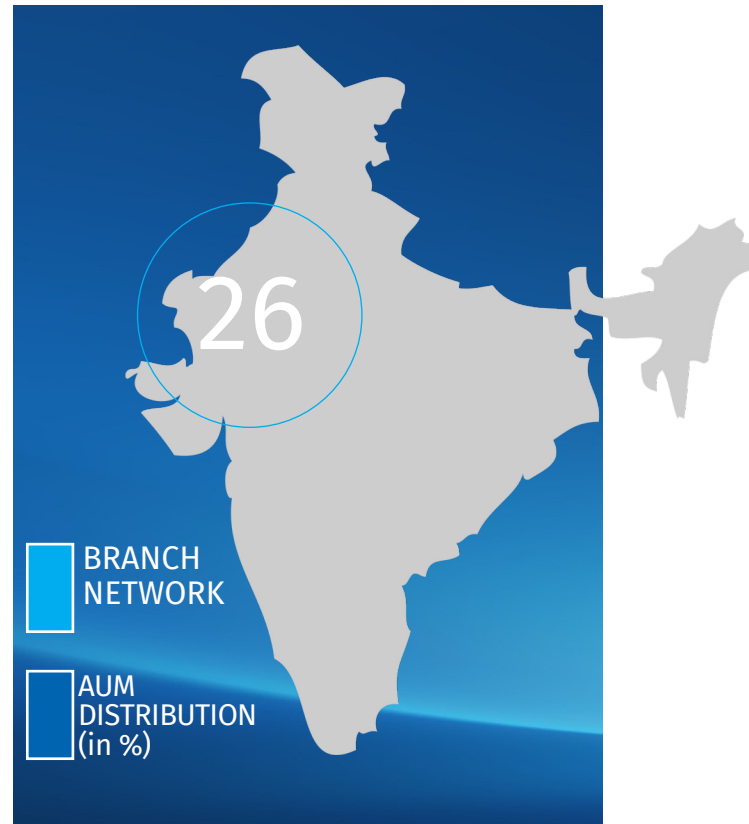 26
BRANCH
NETWORK
AUM
DISTRIBUTION
(in %)